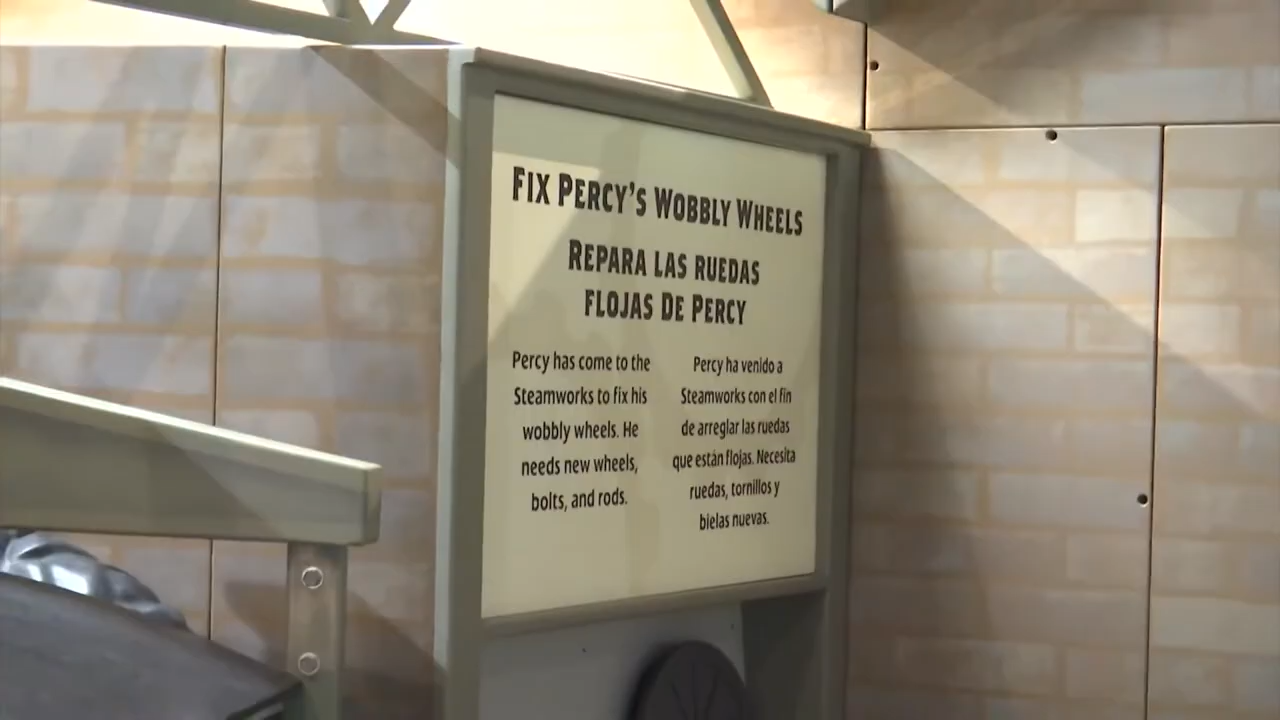 FIX PERCY'S WOBBLY WHEELS
REPARA LAS RUEDAS
FLOJAS DE PERCY
Percy has come to the
Steamworks to fix his
wobbly wheels. He
needs new wheels,
bolts, and rods.
Percy ha venido a
Steamworks con el fin
de arreglar las ruedas
que están flojas. Necesita
ruedas, tornillos y
bielas nuevas.